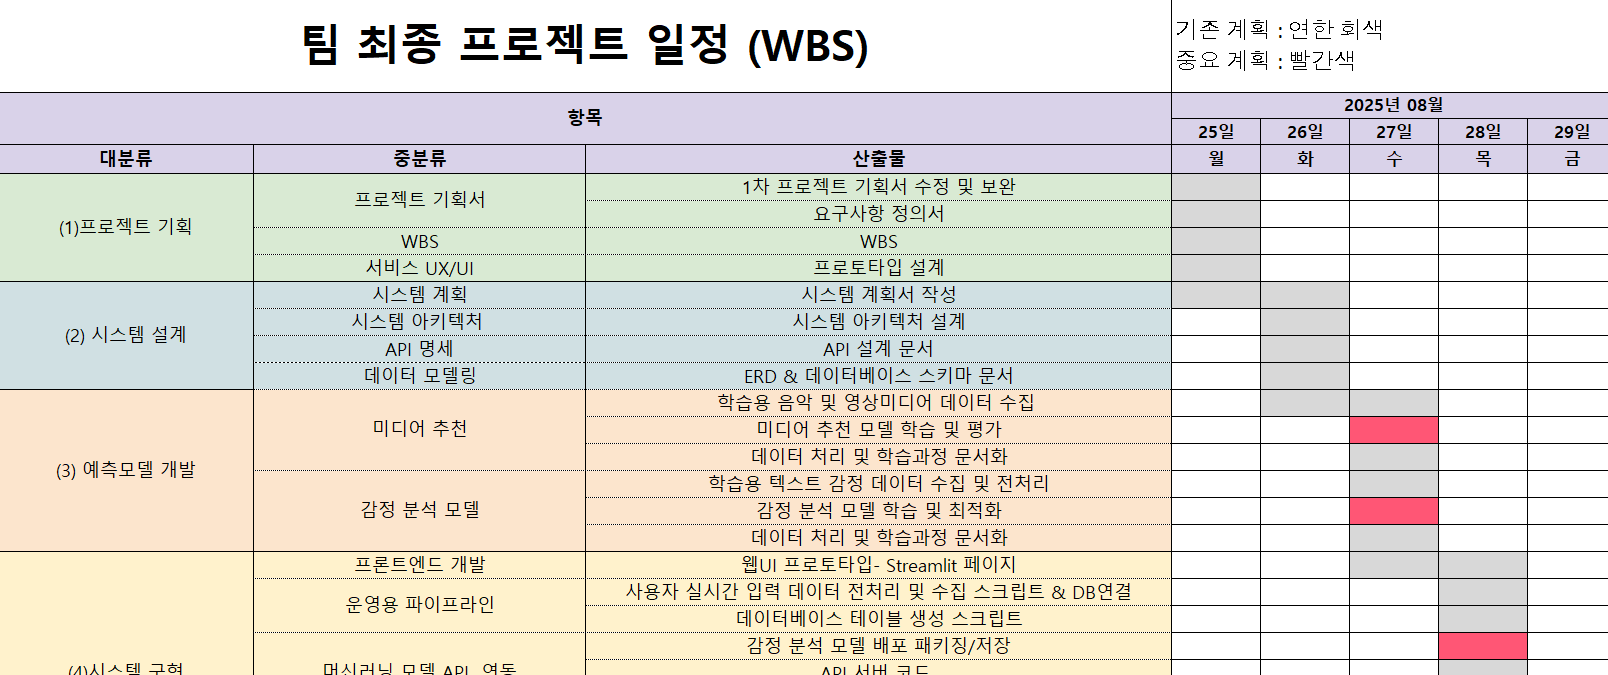 팀 최종 프로젝트 일정 (WBS)
기존 계획 : 연한 회색
중요 계획 : 빨간색
항목
2025년 08월
25일 26일 27일 28일 29일
대분류 중분류 산출물 월 화 수 목 금
(1)프로젝트 기획
프로젝트 기획서
1차 프로젝트 기획서 수정 및 보완
요구사항 정의서
WBS WBS
서비스 UX/UI 프로토타입 설계
(2) 시스템 설계
시스템 계획 시스템 계획서 작성
시스템 아키텍처 시스템 아키텍처 설계
API 명세 API 설계 문서
데이터 모델링 ERD & 데이터베이스 스키마 문서
(3) 예측모델 개발
미디어 추천
학습용 음악 및 영상미디어 데이터 수집
미디어 추천 모델 학습 및 평가
데이터 처리 및 학습과정 문서화
감정 분석 모델
학습용 텍스트 감정 데이터 수집 및 전처리
감정 분석 모델 학습 및 최적화
데이터 처리 및 학습과정 문서화
(4)시스템 구현
프론트엔드 개발 웹UI 프로토타입- Streamlit 페이지
운영용 파이프라인
사용자 실시간 입력 데이터 전처리 및 수집 스크립트 & DB연결
데이터베이스 테이블 생성 스크립트
머신러닝 모델 API 연동
감정 분석 모델 배포 패키징/저장
API 서버 코드